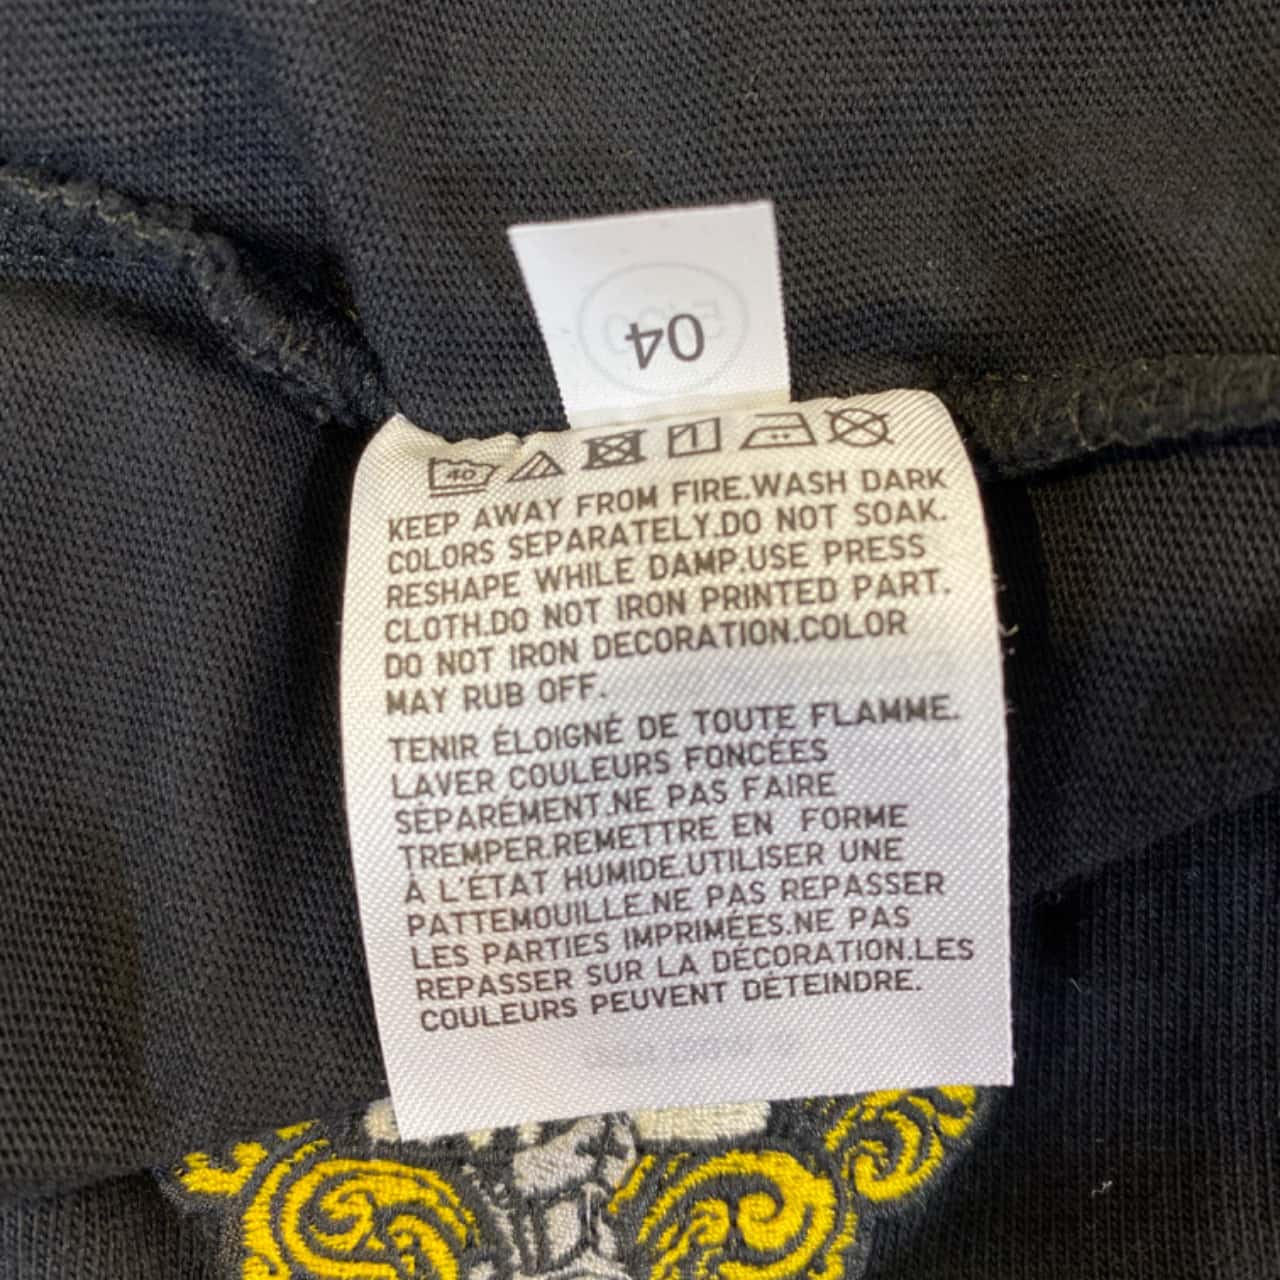 04
40
KEEP AWAY FROM FIRE.WASH DARK
COLORS SEPARATELY.DO NOT SOAK.
RESHAPE WHILE DAMP.USE PRESS
CLOTH.DO NOT IRON PRINTED PART.
DO NOT IRON DECORATION.COLOR
MAY RUB OFF.
TENIR ÉLOIGNÉ DE TOUTE FLAMME.
LAVER COULEURS FONCÉES
SÉPARÉMENT.NE PAS FAIRE
TREMPER.REMETTRE EN FORME
À L'ÉTAT HUMIDE.UTILISER UNE
PATTEMOUILLE.NE PAS REPASSER
LES PARTIES IMPRIMÉES.NE PAS
REPASSER SUR LA DÉCORATION.LES
COULEURS PEUVENT DÉTEINDRE.